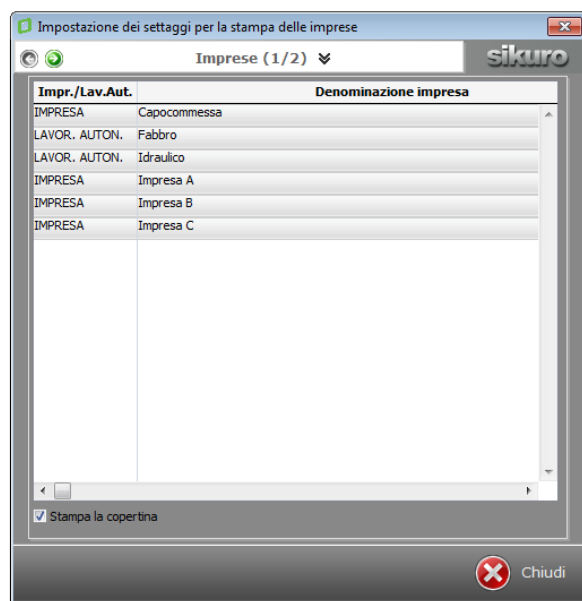 Impostazione dei settaggi per la stampa delle imprese
Imprese (1/2)
sikuro
Impr./Lav.Aut. Denominazione impresa
IMPRESA Capocommessa
LAVOR. AUTON. Fabbro
LAVOR. AUTON. Idraulico
IMPRESA Impresa A
IMPRESA Impresa B
IMPRESA Impresa C
Stampa la copertina
Chiudi